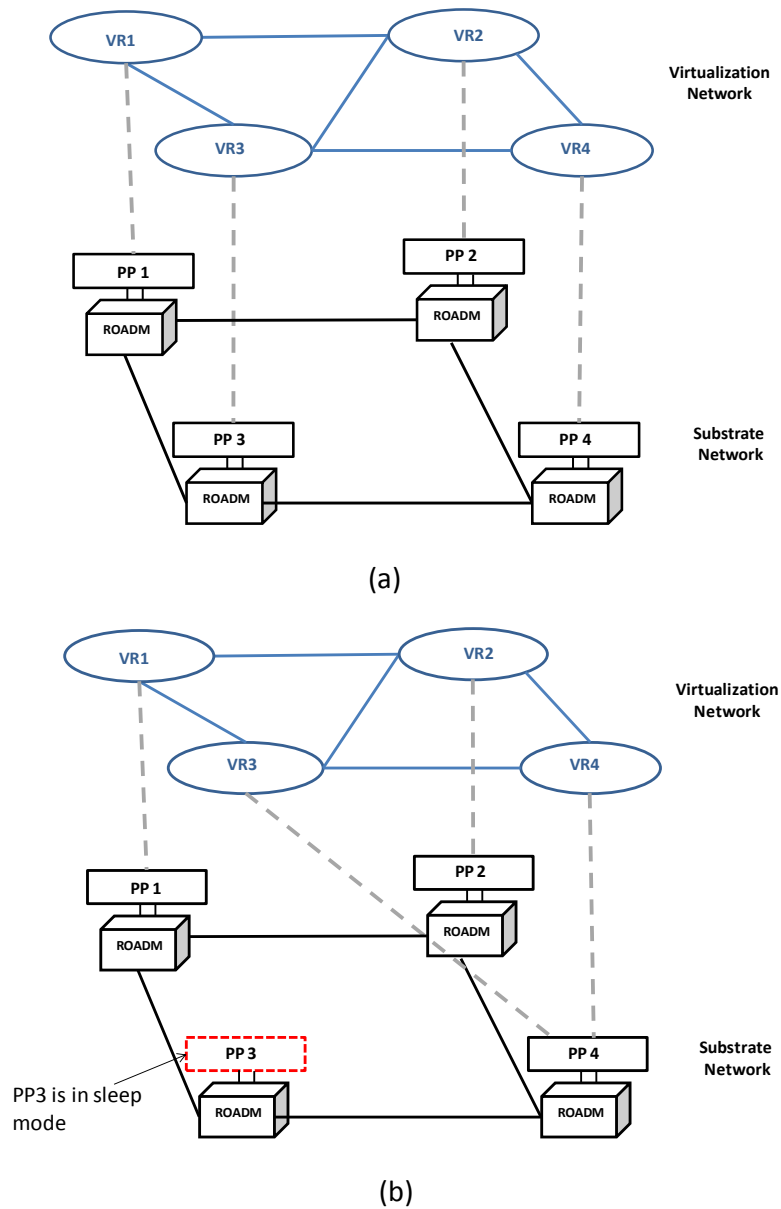 VR1
VR2
Virtualization
Network
VR3
VR4
PP 1
PP 2
ROADM
ROADM
PP 3
PP 4
Substrate
Network
ROADM
ROADM
(a)
VR1
VR2
Virtualization
Network
VR3
VR4
PP 1
PP 2
ROADM
ROADM
PP 3
PP 4
Substrate
Network
PP3 is in sleep
mode
ROADM
ROADM
(b)